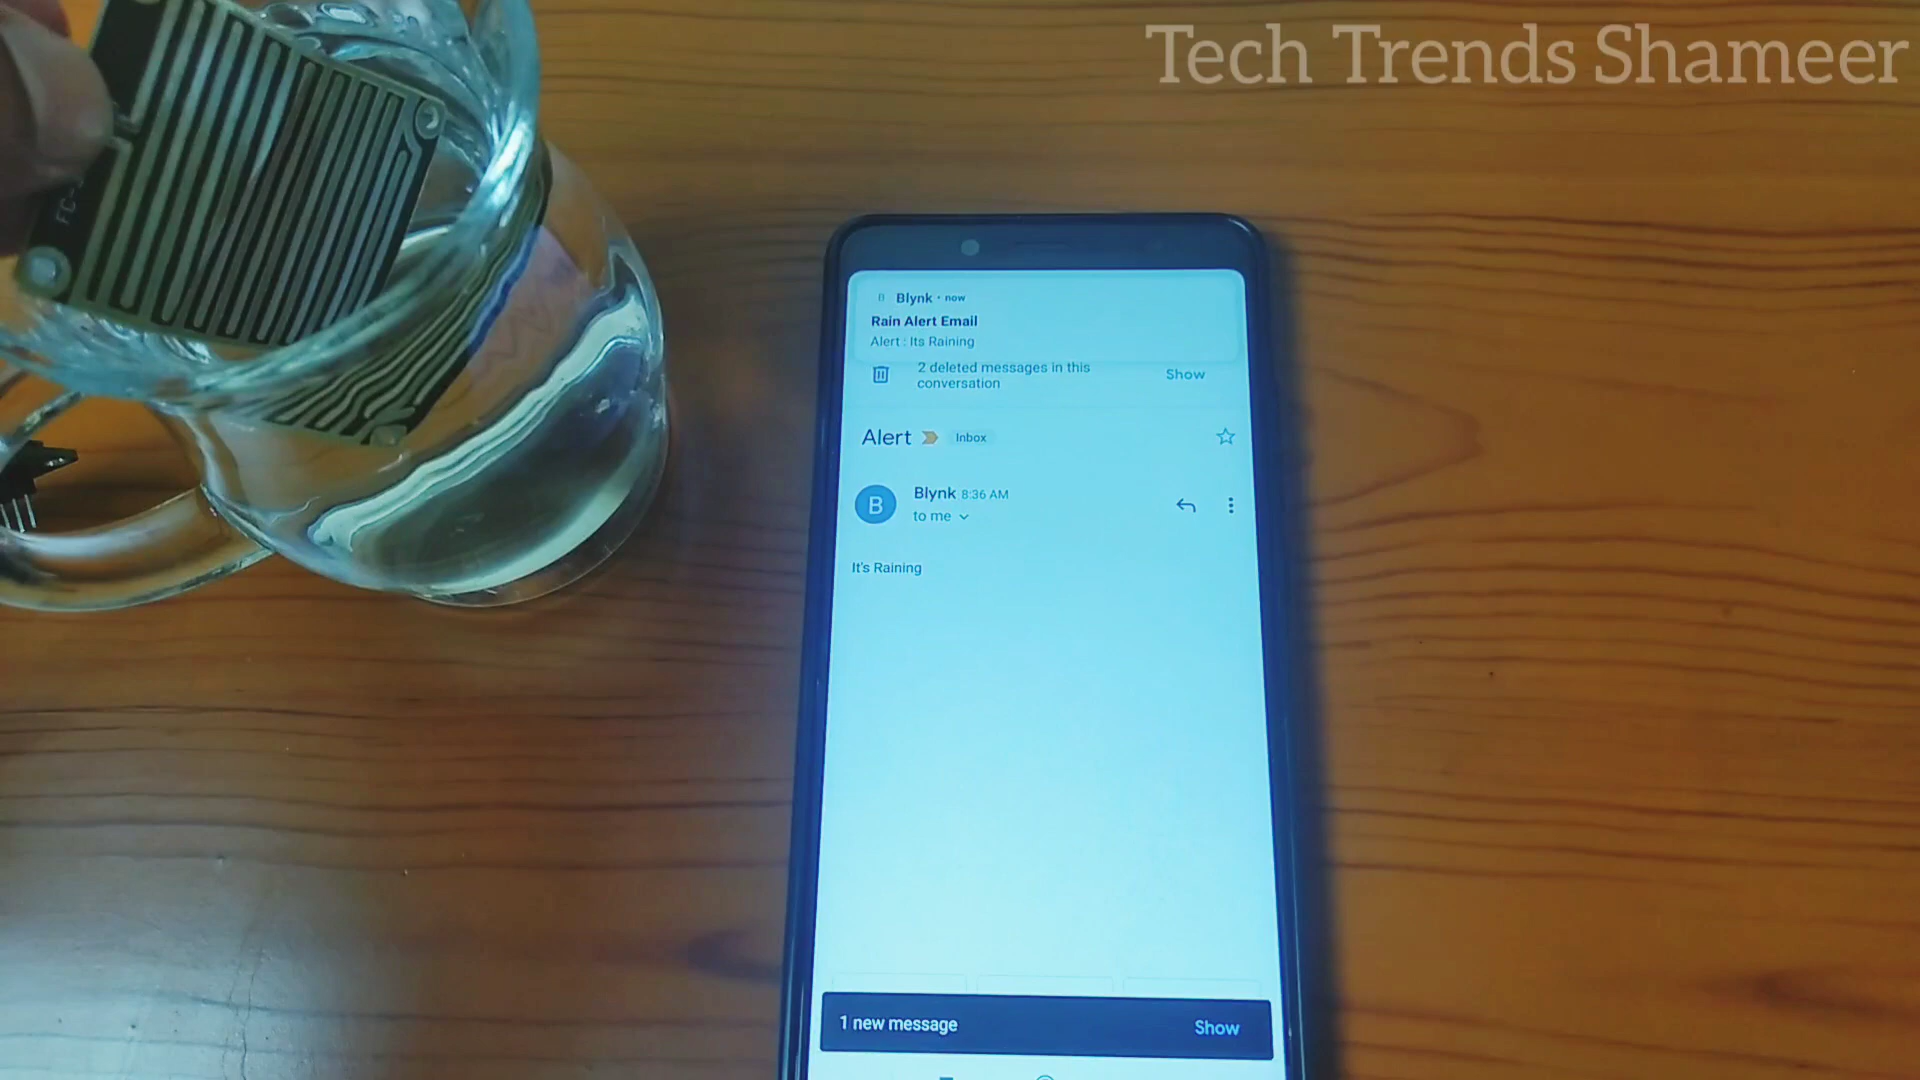 Tech Trends Shameer
FC-
Blynk • now
Rain Alert Email
Alert : Its Raining
2 deleted messages in this
conversation
Show
Alert
Inbox
B
Blynk 8:36 AM
to me
It's Raining
1 new message
Show